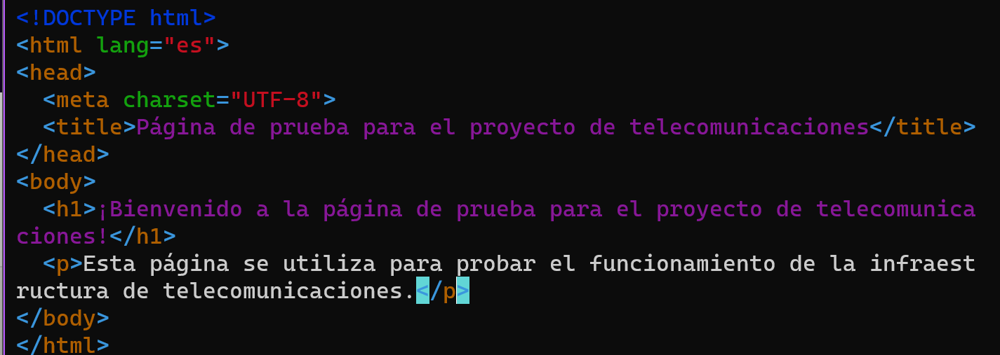 <!DOCTYPE html>
<html lang="es">
<head>
  <meta charset="UTF-8">
  <title>Página de prueba para el proyecto de telecomunicaciones</title>
</head>
<body>
  <h1>¡Bienvenido a la página de prueba para el proyecto de telecomunica
ciones!</h1>
  <p>Esta página se utiliza para probar el funcionamiento de la infraest
ructura de telecomunicaciones.</p>
</body>
</html>